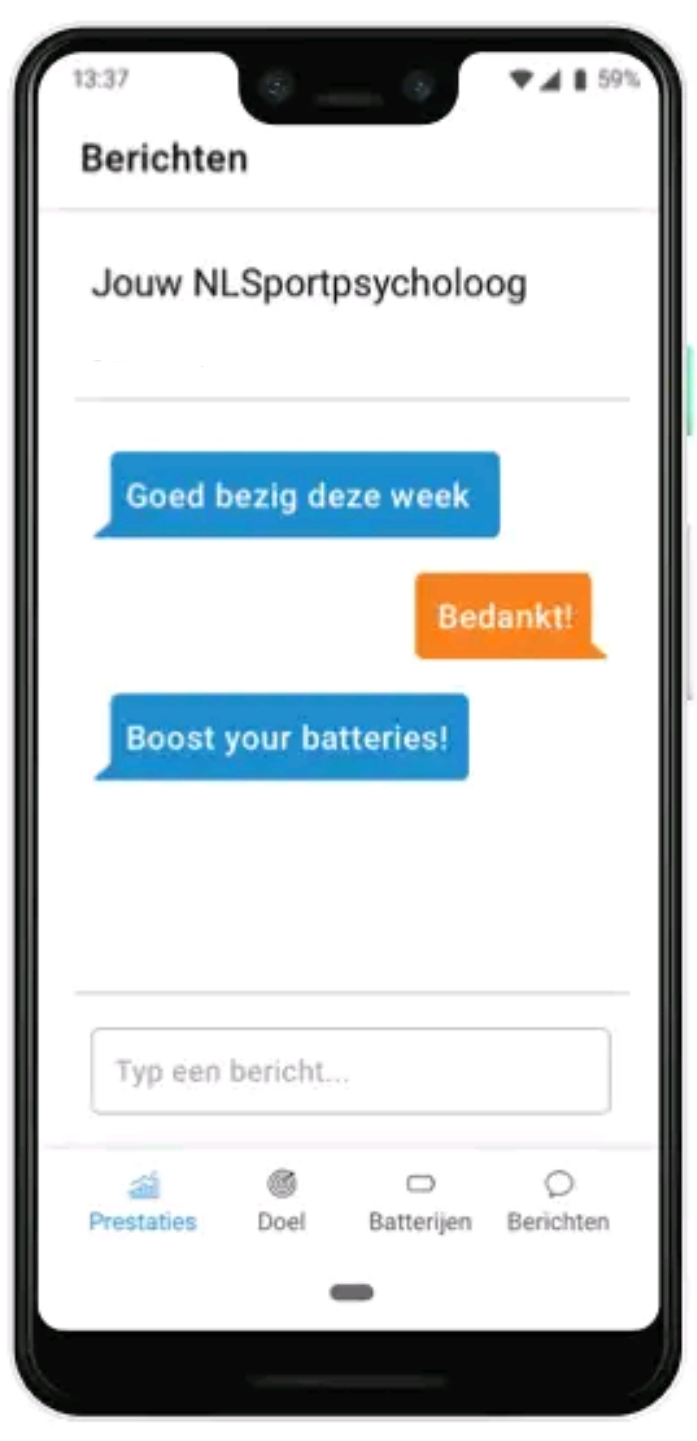 13:37 59%
Berichten
Jouw NLSportpsycholoog
Goed bezig deze week
Bedankt!
Boost your batteries!
Typ een bericht...
Prestaties Doel Batterijen Berichten